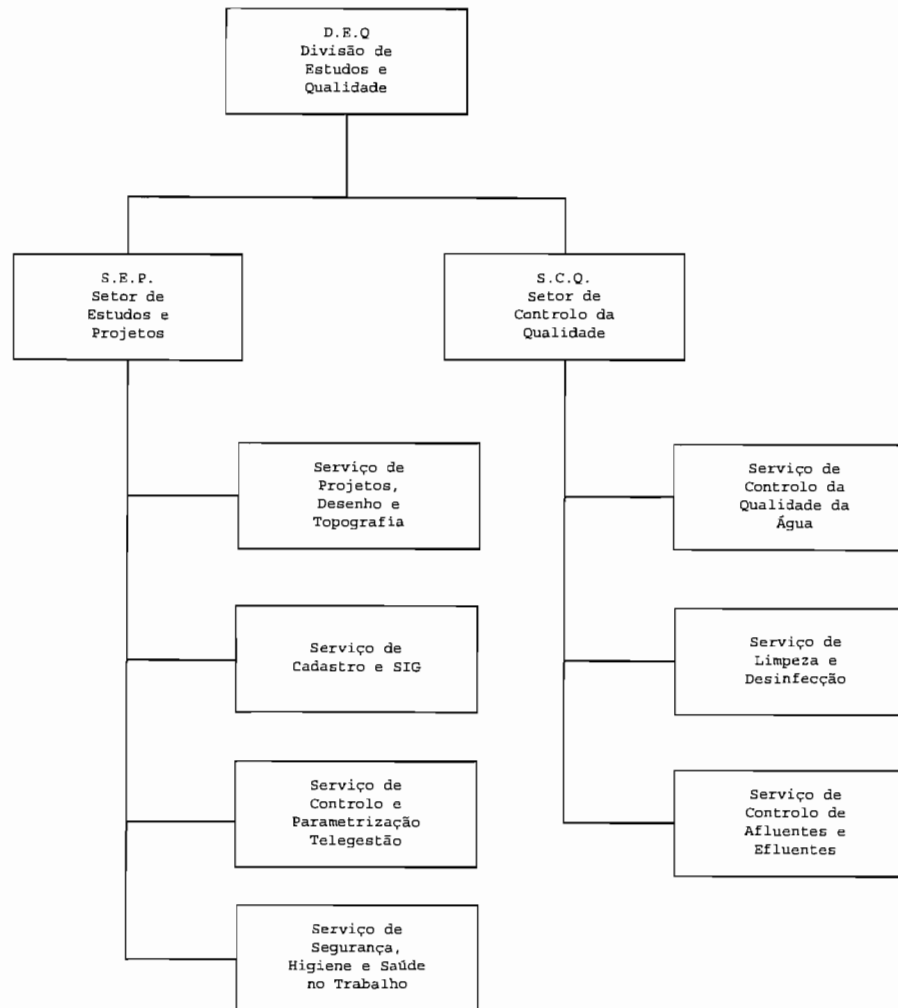 D.E.Q
Divisão de
Estudos e
Qualidade
S.E.P.
Setor de
Estudos e
Projetos
S.C.Q.
Setor de
Controlo da
Qualidade
Serviço de
Projetos,
Desenho e
Topografia
Serviço de
Cadastro e SIG
Serviço de
Controlo e
Parametrização
Telegestão
Serviço de
Segurança,
Higiene e Saúde
no Trabalho
Serviço de
Controlo da
Qualidade da
Água
Serviço de
Limpeza e
Desinfecção
Serviço de
Controlo de
Afluentes e
Efluentes